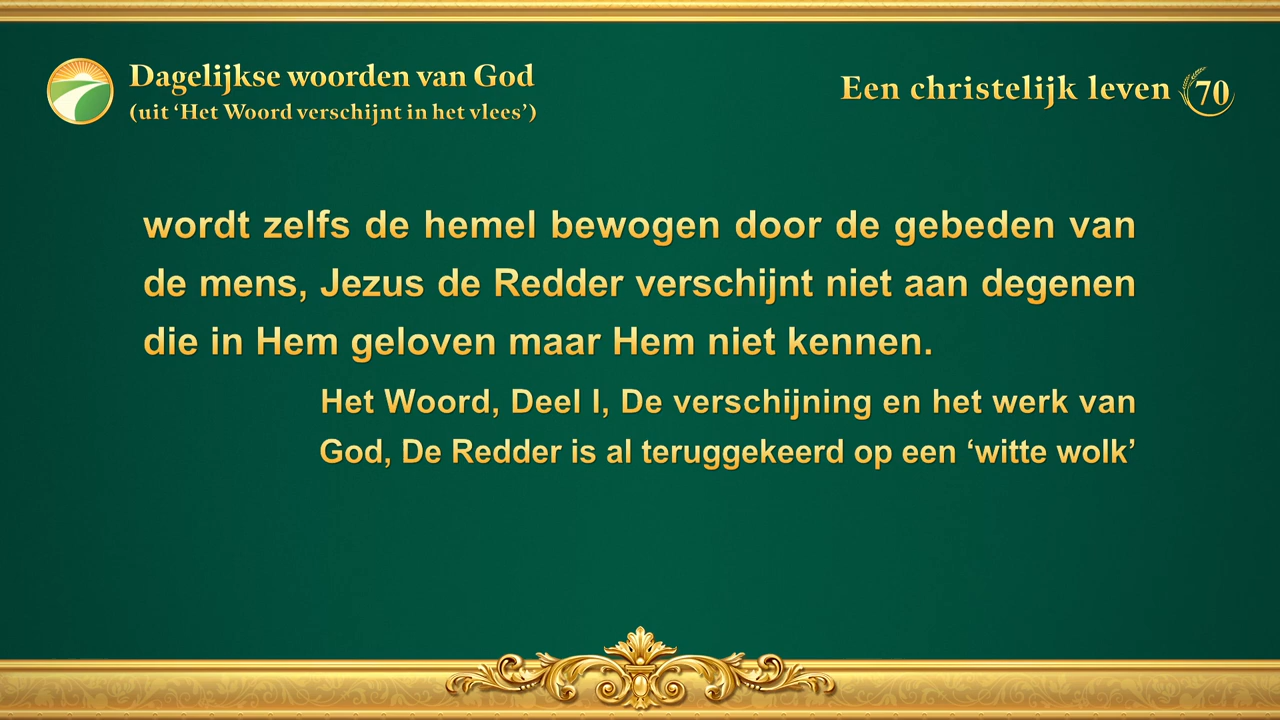 Dagelijkse woorden van God
(uit ‘Het Woord verschijnt in het vlees’)
Een christelijk leven 70
wordt zelfs de hemel bewogen door de gebeden van
de mens, Jezus de Redder verschijnt niet aan degenen
die in Hem geloven maar Hem niet kennen.
Het Woord, Deel I, De verschijning en het werk van
God, De Redder is al teruggekeerd op een ‘witte wolk’